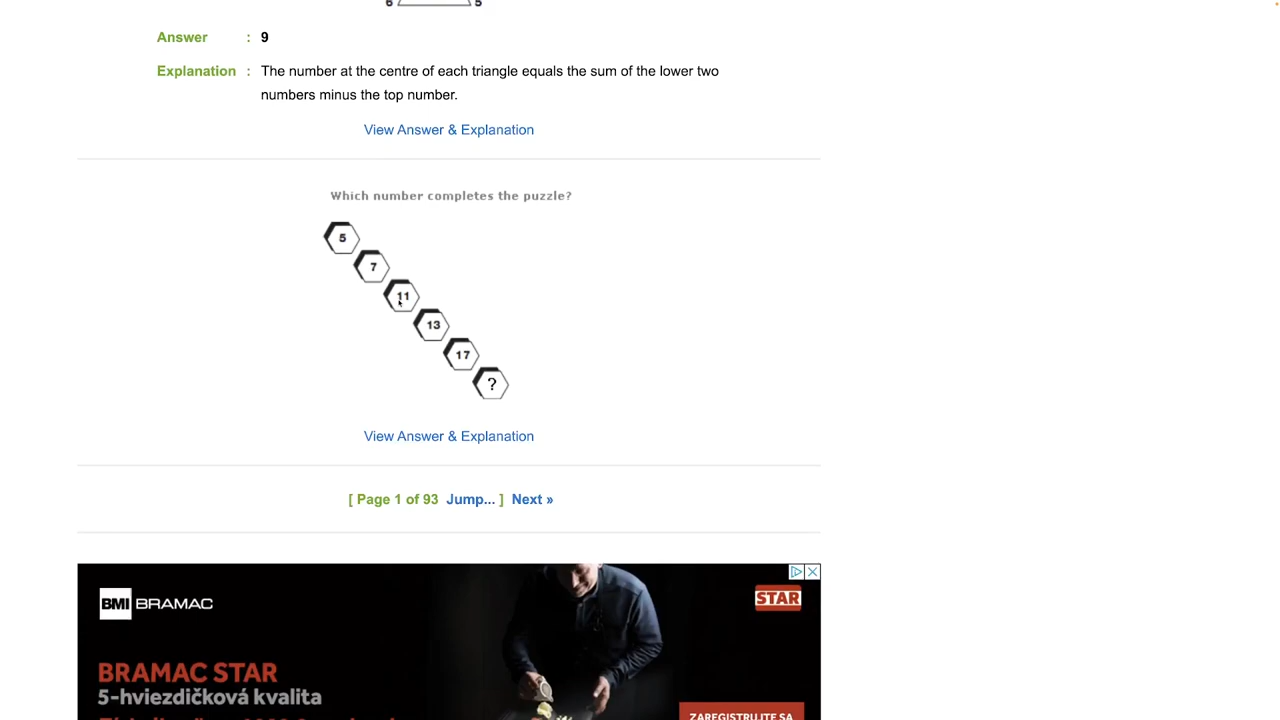 6 5
Answer : 9
Explanation : The number at the centre of each triangle equals the sum of the lower two
numbers minus the top number.
View Answer & Explanation
Which number completes the puzzle?
5
7
11
13
17
?
View Answer & Explanation
[ Page 1 of 93 Jump... ] Next »
BMI BRAMAC
STAR
BRAMAC STAR
5-hviezdičková kvalita
ZAREGISTRUJTE SA